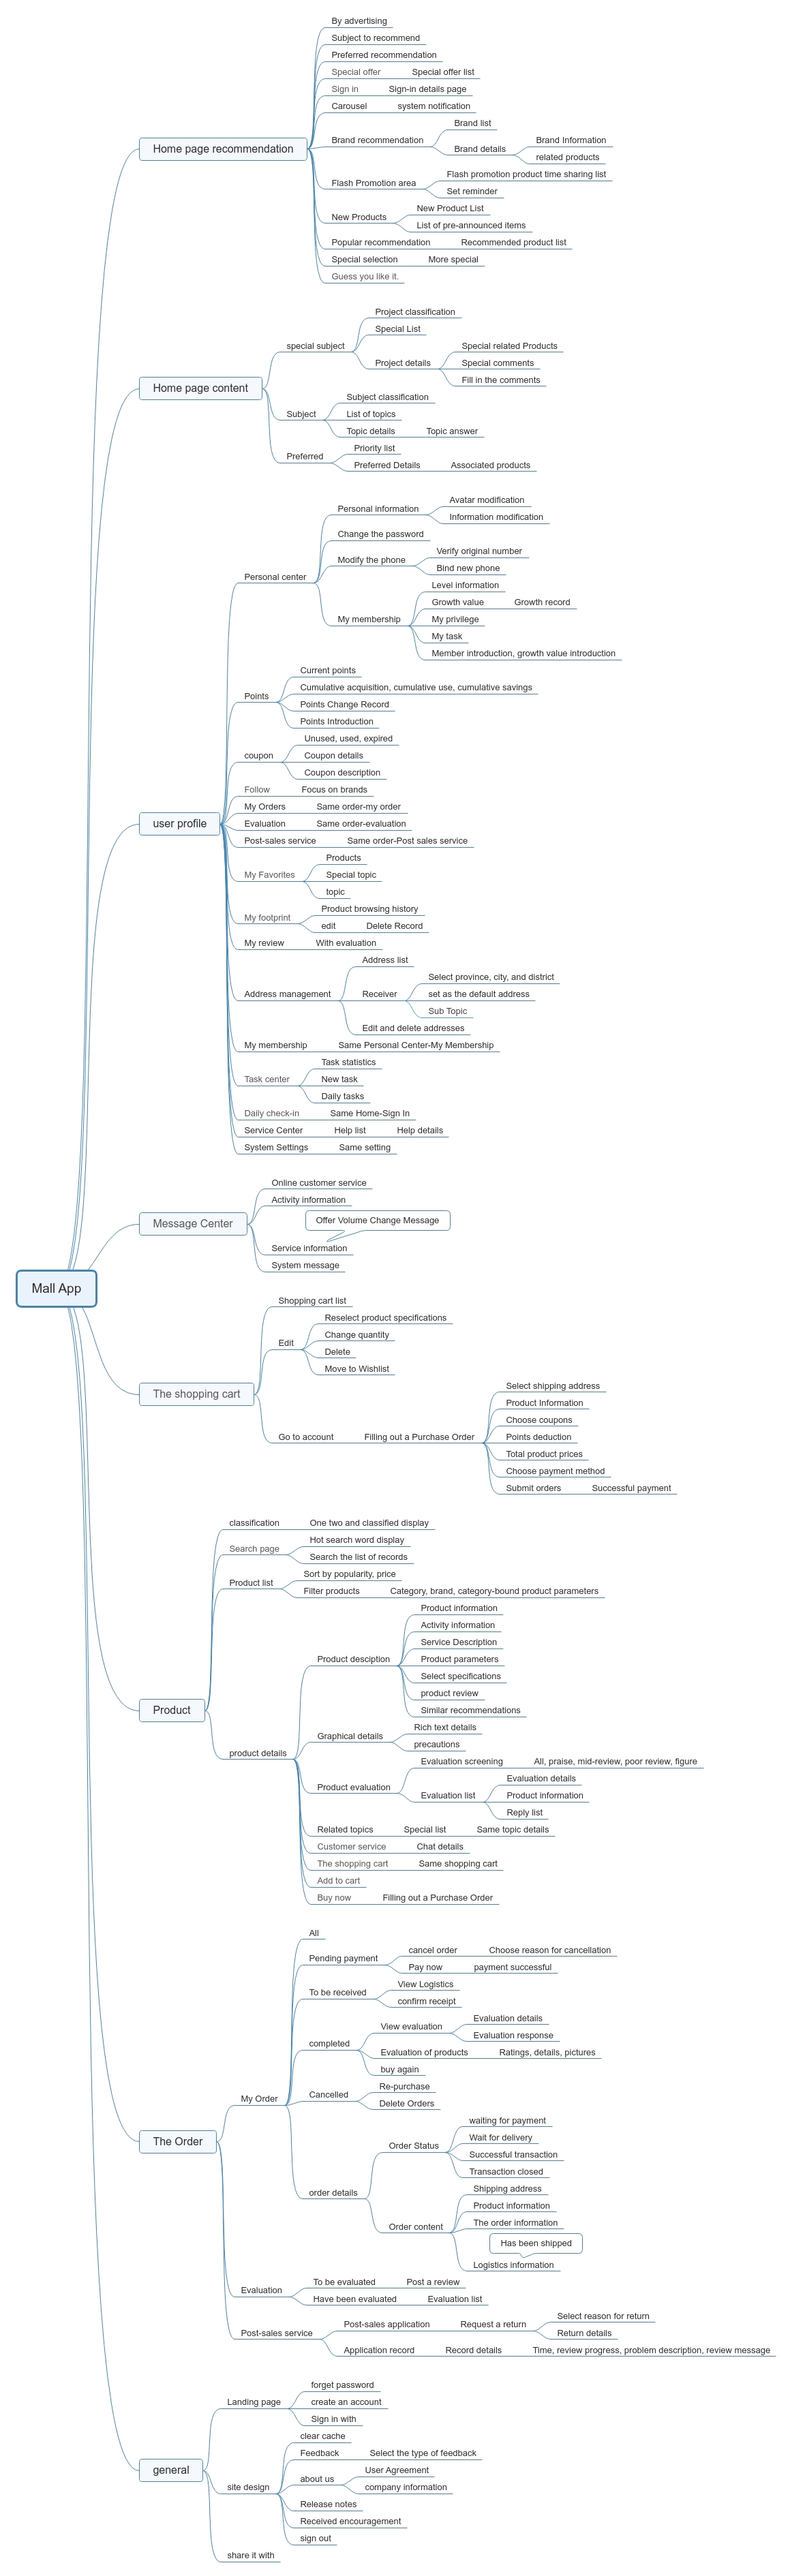 By advertising
Subject to recommend
Preferred recommendation
Special offer Special offer list
Sign in Sign-in details page
Carousel system notification
Brand list
Brand recommendation
Brand Information
Brand details
Home page recommendation
related products
Flash promotion product time sharing list
Flash Promotion area
Set reminder
New Product List
New Products
List of pre-announced items
Popular recommendation Recommended product list
Special selection More special
Guess you like it.
Project classification
Special List
special subject
Special related Products
Project details Special comments
Fill in the comments
Home page content
Subject classification
Subject List of topics
Topic details Topic answer
Priority list
Preferred
Preferred Details Associated products
Avatar modification
Personal information
Information modification
Change the password
Verify original number
Modify the phone
Bind new phone
Personal center
Level information
Growth value Growth record
My membership My privilege
My task
Member introduction, growth value introduction
Current points
Cumulative acquisition, cumulative use, cumulative savings
Points
Points Change Record
Points Introduction
Unused, used, expired
coupon Coupon details
Coupon description
Follow Focus on brands
My Orders Same order-my order
user profile
Evaluation Same order-evaluation
Post-sales service Same order-Post sales service
Products
My Favorites Special topic
topic
Product browsing history
My footprint
edit Delete Record
My review With evaluation
Address list
Select province, city, and district
Address management Receiver set as the default address
Sub Topic
Edit and delete addresses
My membership Same Personal Center-My Membership
Task statistics
Task center New task
Daily tasks
Daily check-in Same Home-Sign In
Service Center Help list Help details
System Settings Same setting
Online customer service
Activity information
Message Center
Offer Volume Change Message
Service information
System message
Mall App
Shopping cart list
Reselect product specifications
Change quantity
Edit
Delete
Move to Wishlist
The shopping cart
Select shipping address
Product Information
Choose coupons
Go to account Filling out a Purchase Order Points deduction
Total product prices
Choose payment method
Submit orders Successful payment
classification One two and classified display
Hot search word display
Search page
Search the list of records
Sort by popularity, price
Product list
Filter products Category, brand, category-bound product parameters
Product information
Activity information
Service Description
Product desciption Product parameters
Select specifications
product review
Similar recommendations
Product
Rich text details
Graphical details
precautions
product details
Evaluation screening All, praise, mid-review, poor review, figure
Product evaluation
Evaluation details
Evaluation list Product information
Reply list
Related topics Special list Same topic details
Customer service Chat details
The shopping cart Same shopping cart
Add to cart
Buy now Filling out a Purchase Order
All
cancel order Choose reason for cancellation
Pending payment
Pay now payment successful
View Logistics
To be received
confirm receipt
Evaluation details
View evaluation
Evaluation response
completed
Evaluation of products Ratings, details, pictures
buy again
Re-purchase
Cancelled
Delete Orders
My Order
waiting for payment
Wait for delivery
Order Status
Successful transaction
Transaction closed
The Order
order details
Shipping address
Product information
The order information
Order content
Has been shipped
Logistics information
To be evaluated Post a review
Evaluation
Have been evaluated Evaluation list
Select reason for return
Post-sales application Request a return
Return details
Post-sales service
Application record Record details Time, review progress, problem description, review message
forget password
Landing page create an account
Sign in with
clear cache
Feedback Select the type of feedback
general
User Agreement
about us
company information
site design
Release notes
Received encouragement
sign out
share it with